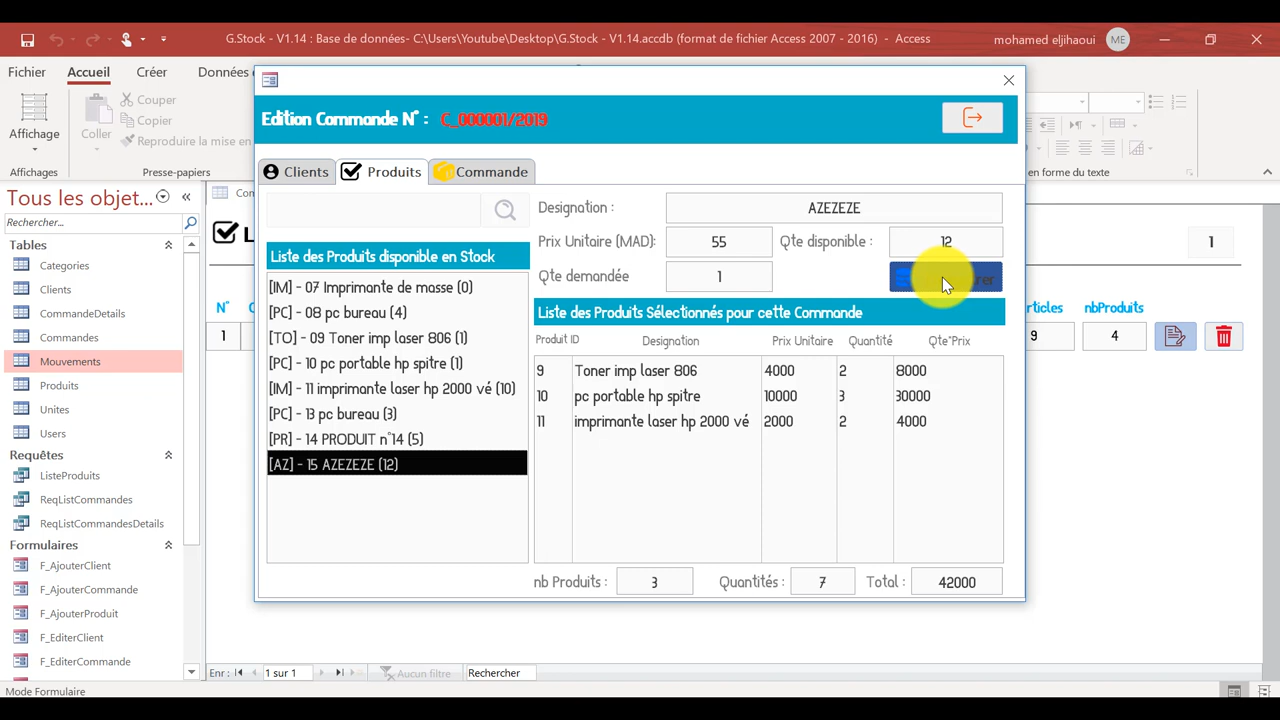 G.Stock - V1.14 : Base de données- C:\Users\Youtube\Desktop\G.Stock - V1.14.accdb (format de fichier Access 2007 - 2016) - Access
mohamed eljihaoui ME
Fichier Accueil Créer Données
Affichage
Coller
Couper
Copier
Reproduire la mise en
Affichages
Presse-papiers
en forme du texte
Tous les objet...
Rechercher...
Tables
Categories
Clients
CommandeDetails
Commandes
Mouvements
Produits
Unites
Users
Requêtes
ListeProduits
ReqListCommandes
ReqListCommandesDetails
Formulaires
F_AjouterClient
F_AjouterCommande
F_AjouterProduit
F_EditerClient
F_EditerCommande
Com
L
1
N°
rticles nbProduits
1
9 4
Edition Commande N° : C_000001/2019
Clients Produits Commande
Designation : AZEZEZE
Prix Unitaire (MAD): 55 Qte disponible : 12
Qte demandée 1
Liste des Produits disponible en Stock
[IM] - 07 Imprimante de masse (0)
[PC] - 08 pc bureau (4)
[TO] - 09 Toner imp laser 806 (1)
[PC] - 10 pc portable hp spitre (1)
[IM] - 11 imprimante laser hp 2000 vé (10)
[PC] - 13 pc bureau (3)
[PR] - 14 PRODUIT n°14 (5)
[AZ] - 15 AZEZEZE (12)
Liste des Produits Sélectionnés pour cette Commande
Produit ID Designation Prix Unitaire Quantité Qte*Prix
9 Toner imp laser 806 4000 2 8000
10 pc portable hp spitre 10000 3 30000
11 imprimante laser hp 2000 vé 2000 2 4000
nb Produits : 3 Quantités : 7 Total : 42000
Enr : 1 sur 1 Aucun filtre Rechercher
Mode Formulaire